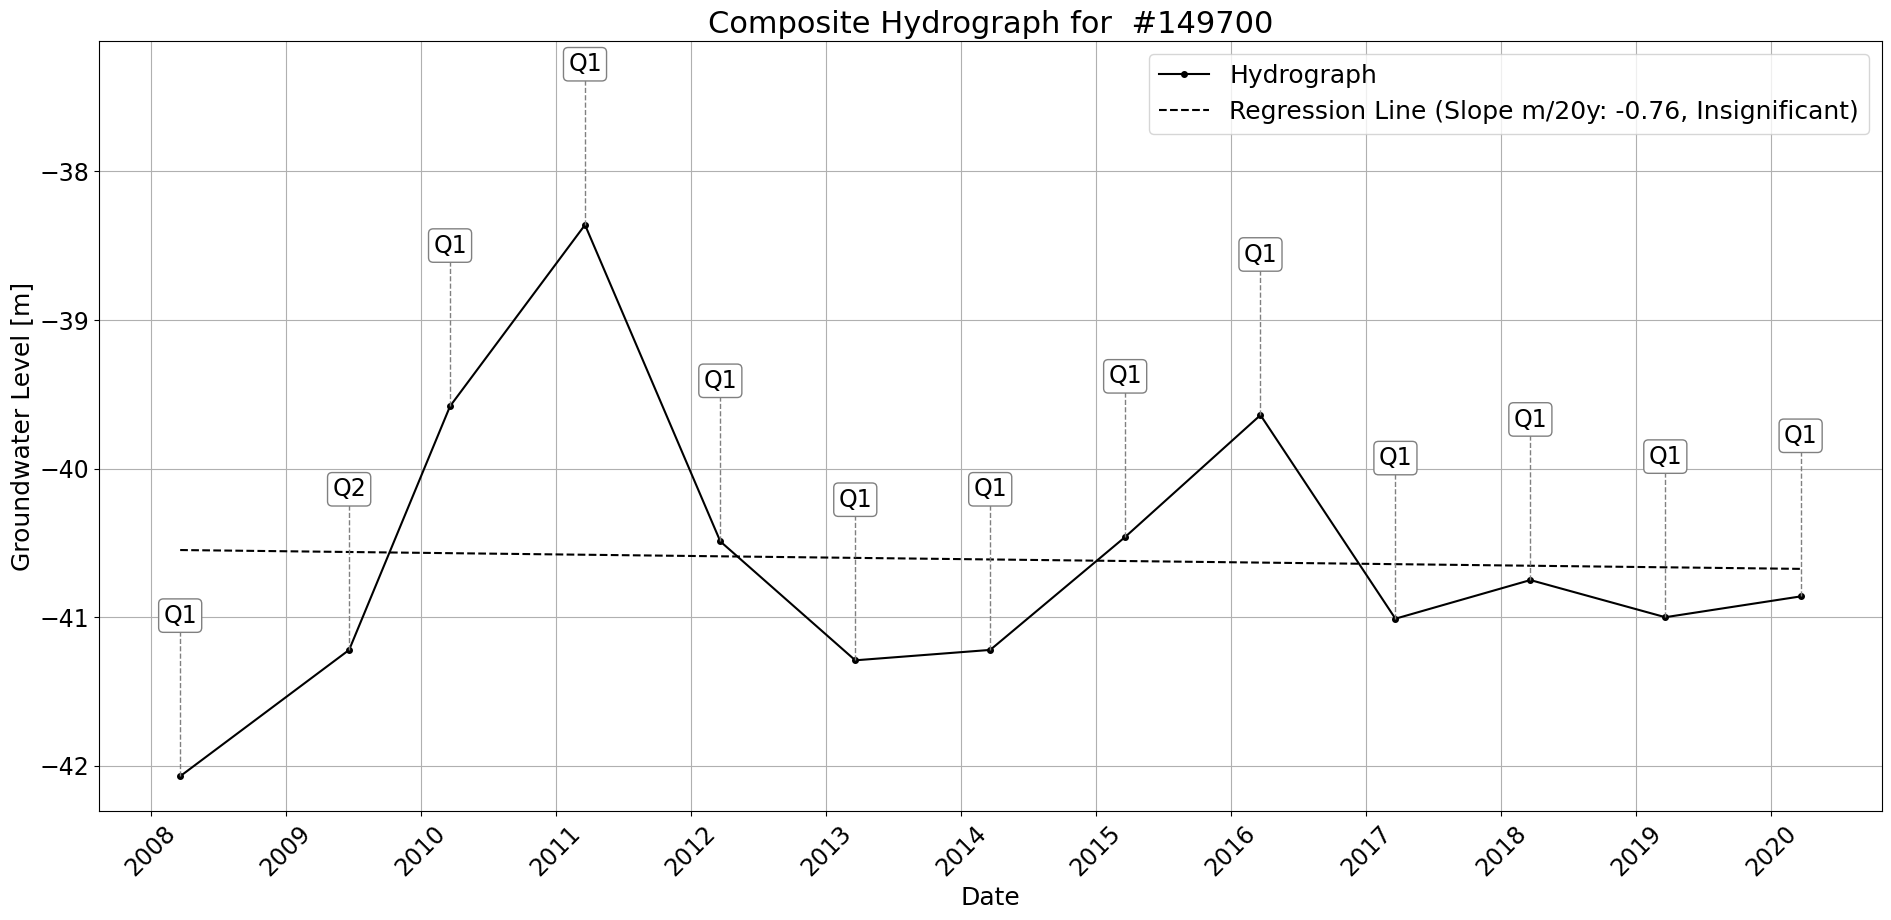 Composite Hydrograph for  #149700
Hydrograph
Regression Line (Slope m/20y: -0.76, Insignificant)
Groundwater Level [m]
−38
−39
−40
−41
−42
Q1
Q2
Q1
Q1
Q1
Q1
Q1
Q1
Q1
Q1
Q1
Q1
Q1
2008
2009
2010
2011
2012
2013
2014
2015
2016
2017
2018
2019
2020
Date